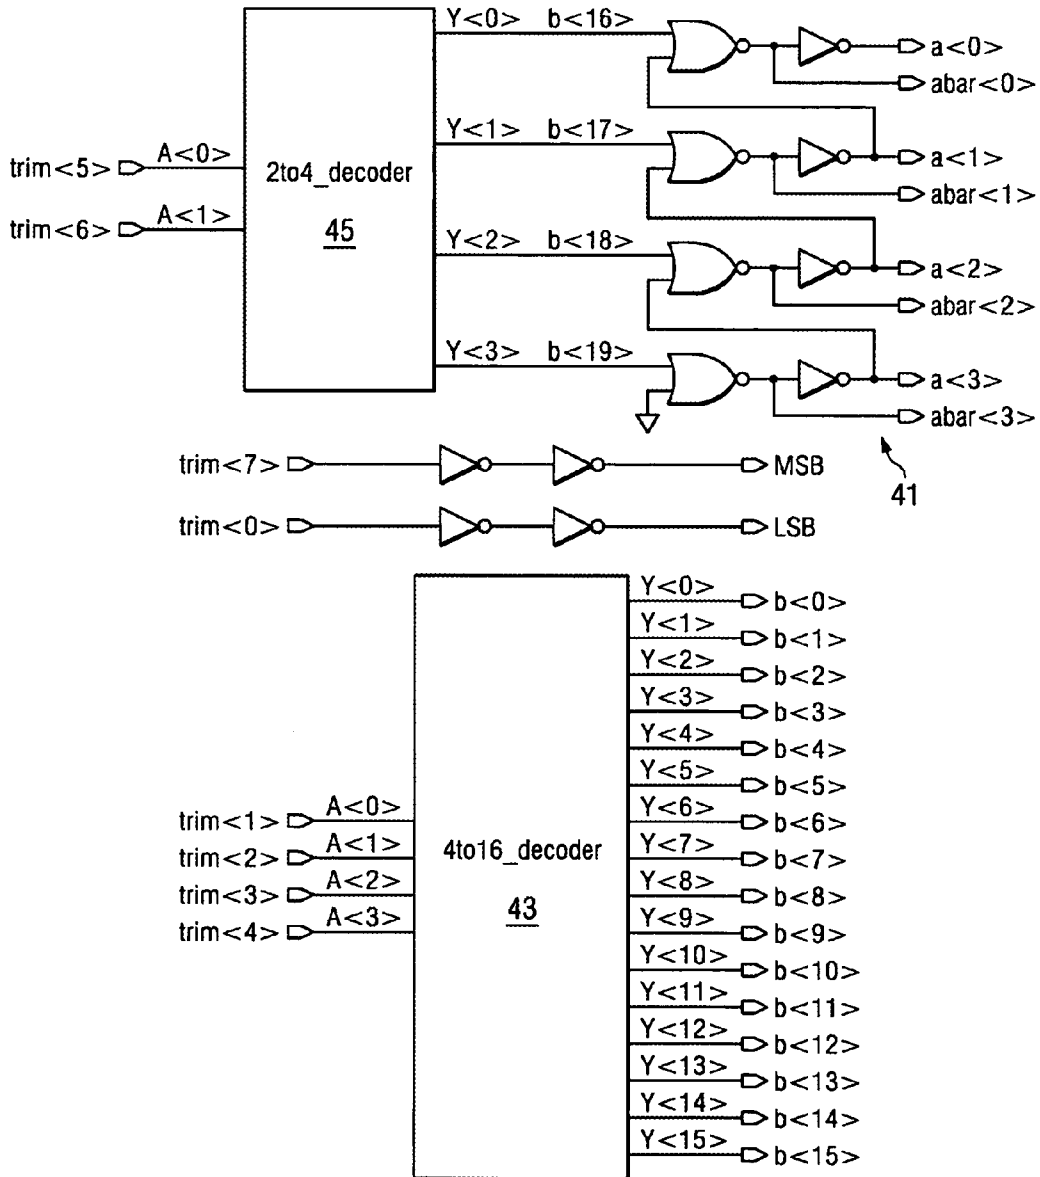 Y<0> b<16>
a<0>
abar<0>
Y<1> b<17>
a<1>
abar<1>
trim<5> A<0>
2to4_decoder
trim<6> A<1>
45
Y<2> b<18>
a<2>
abar<2>
Y<3> b<19>
a<3>
abar<3>
41
trim<7> MSB
trim<0> LSB
Y<0> b<0>
Y<1> b<1>
Y<2> b<2>
Y<3> b<3>
Y<4> b<4>
Y<5> b<5>
trim<1> A<0>
trim<2> A<1>
trim<3> A<2>
trim<4> A<3>
4to16_decoder
43
Y<6> b<6>
Y<7> b<7>
Y<8> b<8>
Y<9> b<9>
Y<10> b<10>
Y<11> b<11>
Y<12> b<12>
Y<13> b<13>
Y<14> b<14>
Y<15> b<15>